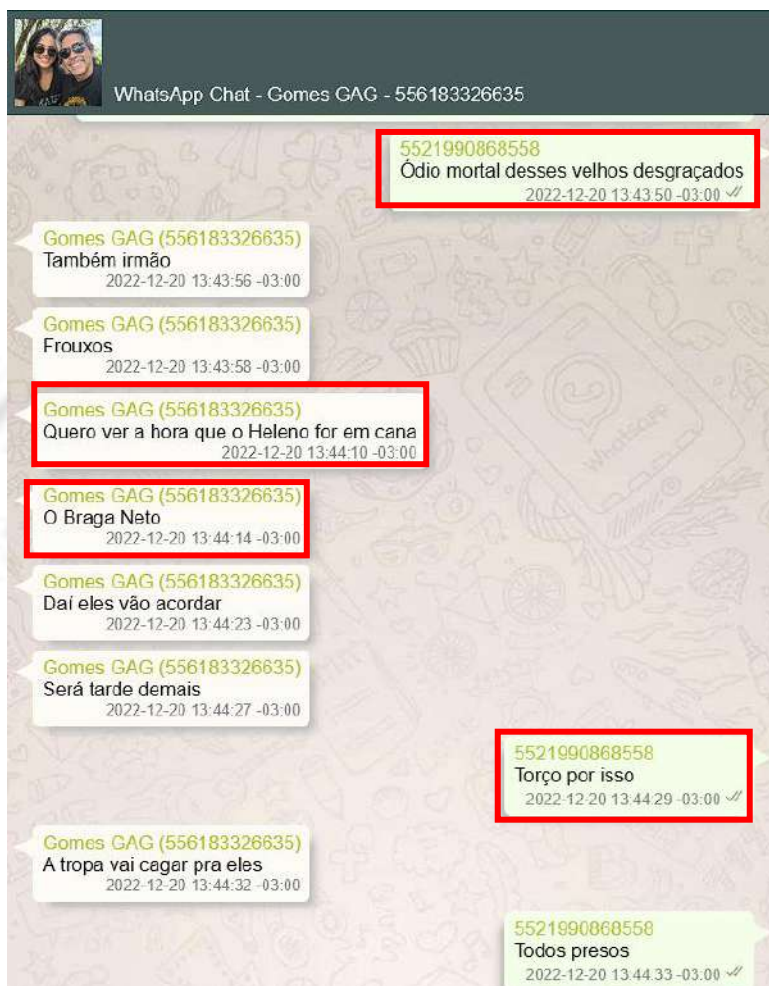 WhatsApp Chat - Gomes GAG - 556183326635
5521990868558
Ódio mortal desses velhos desgraçados
2022-12-20 13:43:50 -03:00
Gomes GAG (556183326635)
Também irmão
2022-12-20 13:43:56 -03:00
Gomes GAG (556183326635)
Frouxos
2022-12-20 13:43:58 -03:00
Gomes GAG (556183326635)
Quero ver a hora que o Heleno for em cana
2022-12-20 13:44:10 -03:00
Gomes GAG (556183326635)
O Braga Neto
2022-12-20 13:44:14 -03:00
Gomes GAG (556183326635)
Daí eles vão acordar
2022-12-20 13:44:23 -03:00
Gomes GAG (556183326635)
Será tarde demais
2022-12-20 13:44:27 -03:00
5521990868558
Torço por isso
2022-12-20 13:44:29 -03:00
Gomes GAG (556183326635)
A tropa vai cagar pra eles
2022-12-20 13:44:32 -03:00
5521990868558
Todos presos
2022-12-20 13:44:33 -03:00